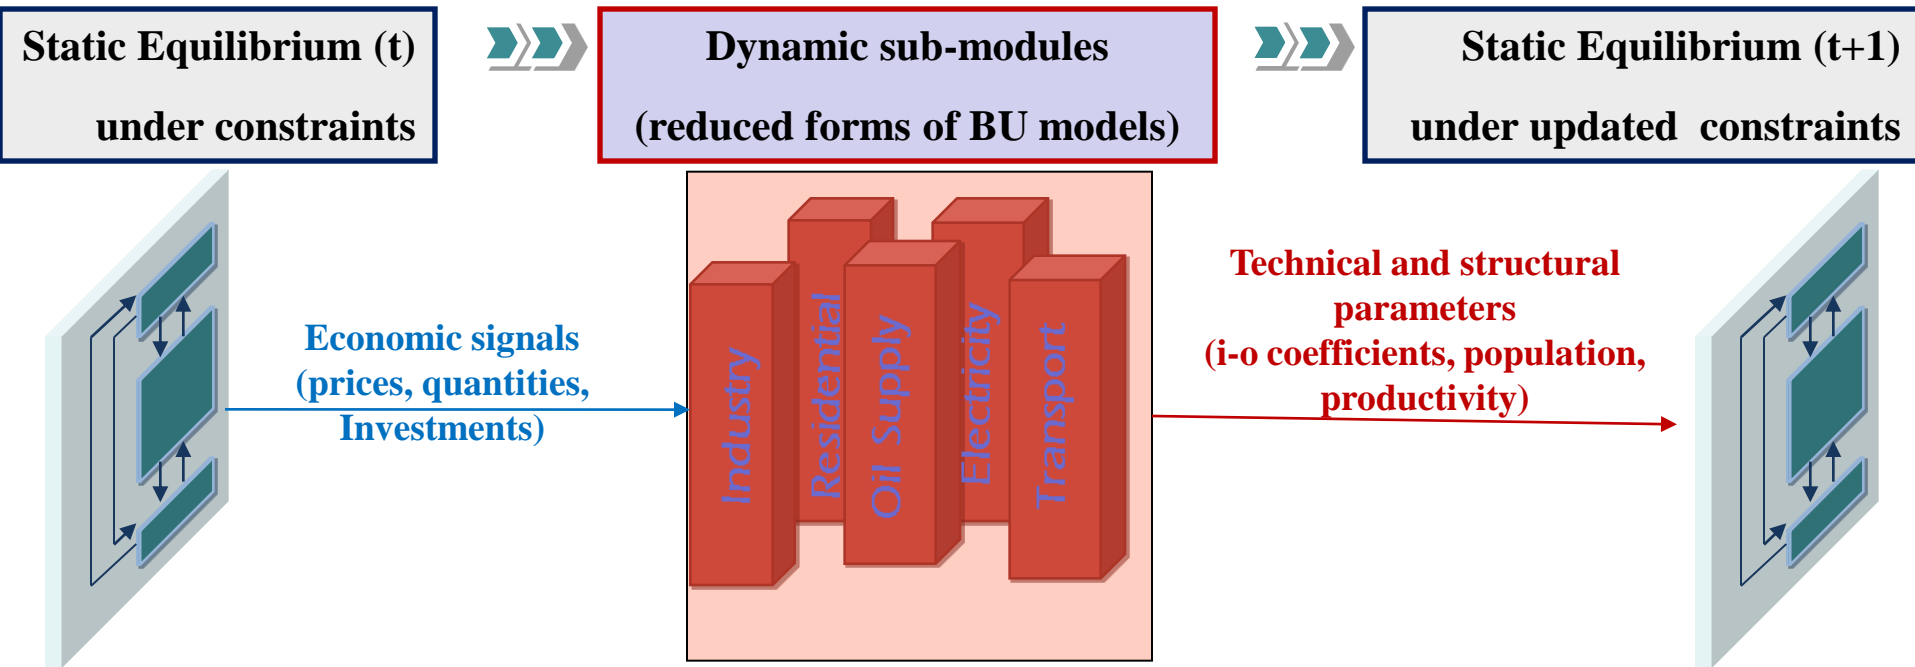 Static Equilibrium (t)
under constraints
Dynamic sub-modules
(reduced forms of BU models)
Static Equilibrium (t+1)
under updated  constraints
Economic signals
(prices, quantities,
Investments)
Industry
Residential
Oil Supply
Electricity
Transport
Technical and structural
parameters
(i-o coefficients, population,
productivity)